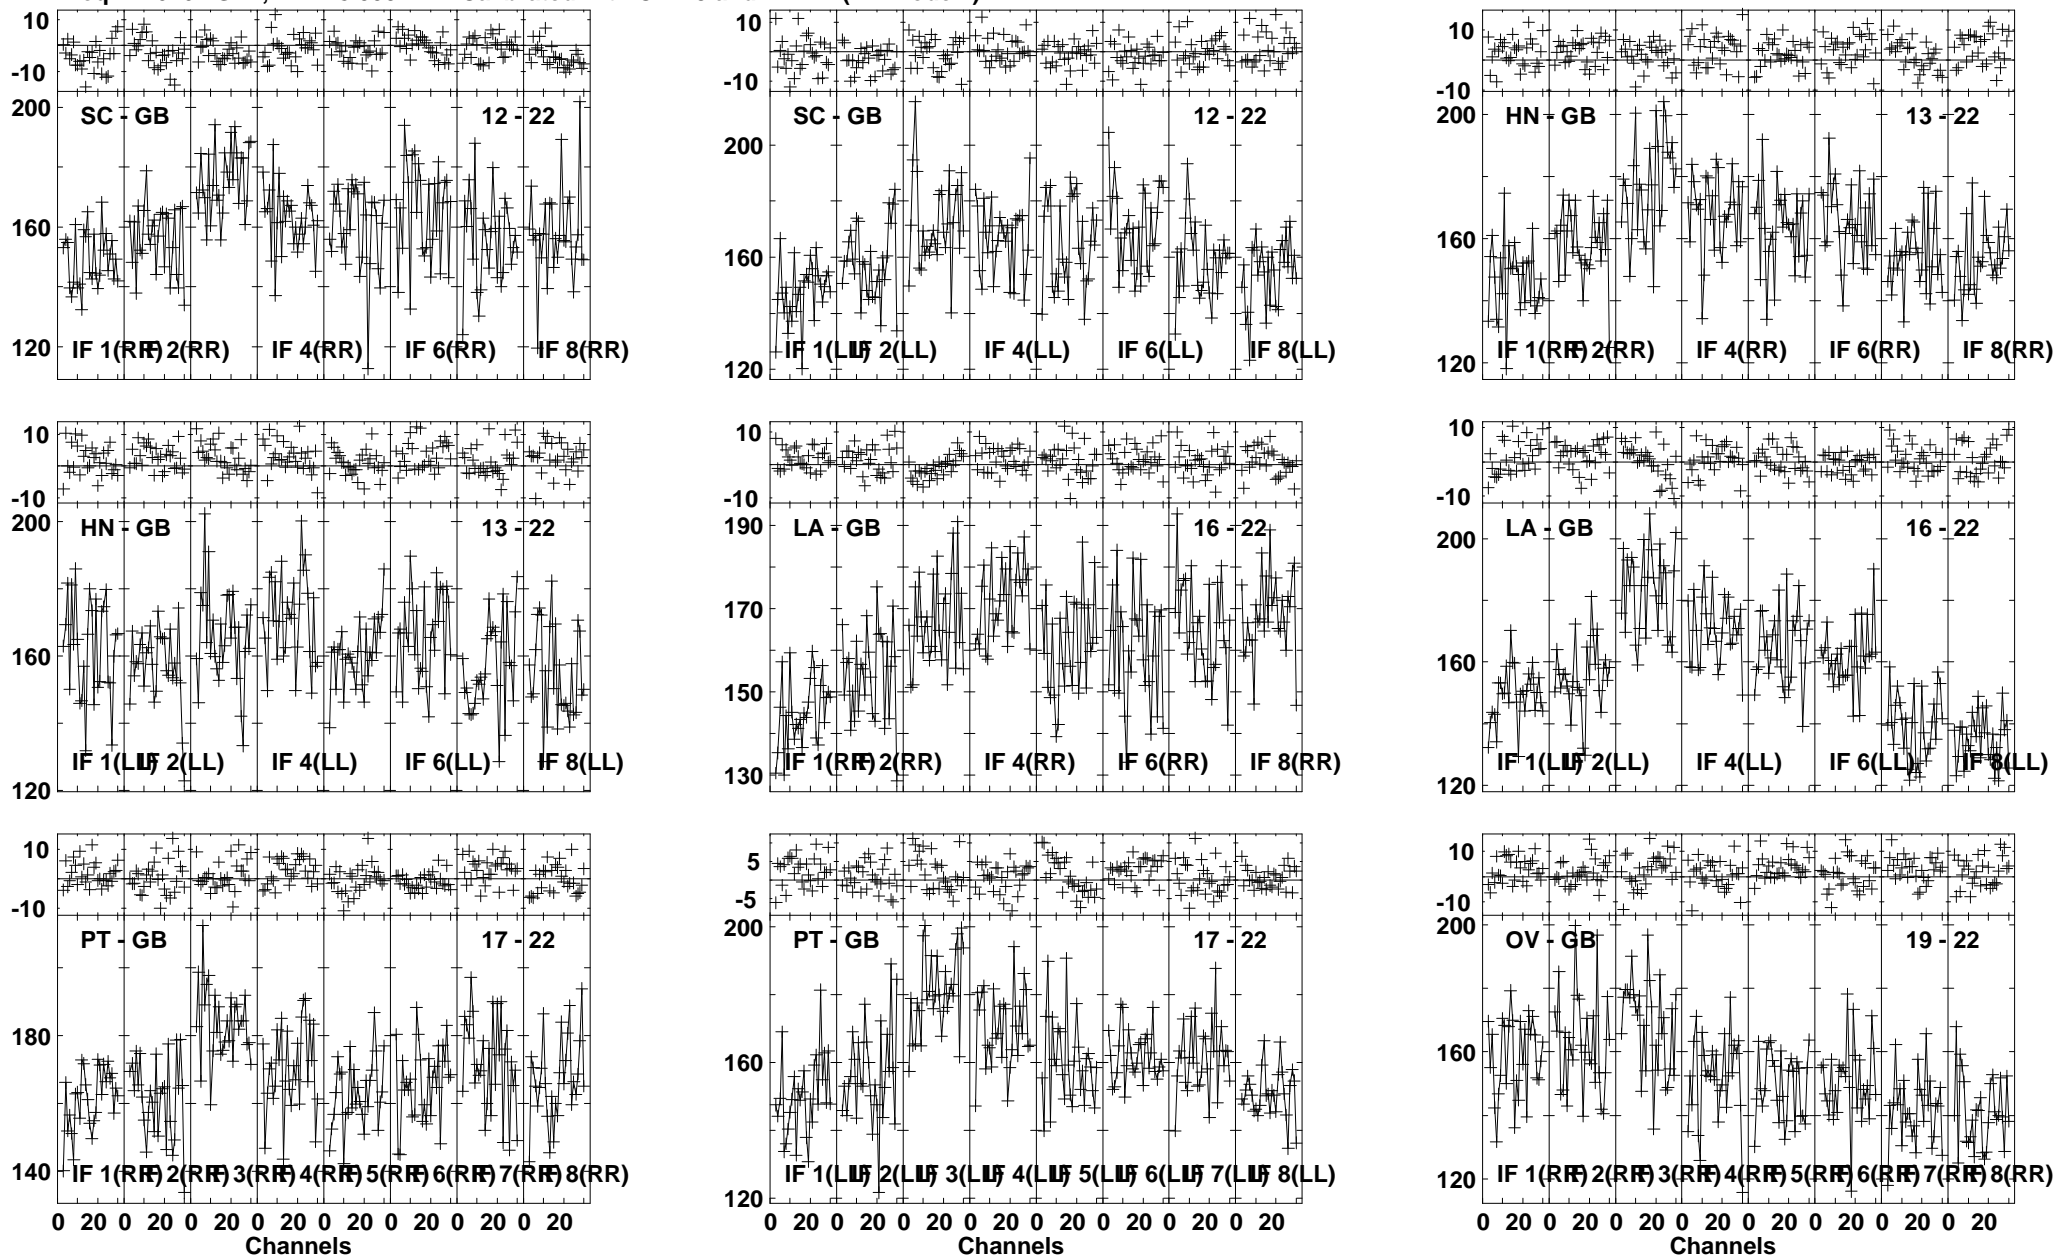 10
-10
200
160
120
SC - GB
12 - 22
IF 1(RR)
IF 2(RR)
IF 4(RR)
IF 6(RR)
IF 8(RR)
10
-10
200
160
120
SC - GB
12 - 22
IF 1(LL)
IF 2(LL)
IF 4(LL)
IF 6(LL)
IF 8(LL)
10
-10
200
160
120
HN - GB
13 - 22
IF 1(RR)
IF 2(RR)
IF 4(RR)
IF 6(RR)
IF 8(RR)
10
-10
200
160
120
HN - GB
13 - 22
IF 1(LL)
IF 2(LL)
IF 4(LL)
IF 6(LL)
IF 8(LL)
10
-10
190
170
150
130
LA - GB
16 - 22
IF 1(RR)
IF 2(RR)
IF 4(RR)
IF 6(RR)
IF 8(RR)
10
-10
200
160
120
LA - GB
16 - 22
IF 1(LL)
IF 2(LL)
IF 4(LL)
IF 6(LL)
IF 8(LL)
10
-10
180
140
PT - GB
17 - 22
IF 1(RR)
IF 2(RR)
IF 3(RR)
IF 4(RR)
IF 5(RR)
IF 6(RR)
IF 7(RR)
IF 8(RR)
0 20 0 20 0 20 0 20 0 20 0 20 0 20 0 20
Channels
5
-5
200
160
120
PT - GB
17 - 22
IF 1(LL)
IF 2(LL)
IF 3(LL)
IF 4(LL)
IF 5(LL)
IF 6(LL)
IF 7(LL)
IF 8(LL)
0 20 0 20 0 20 0 20 0 20 0 20 0 20 0 20
Channels
10
-10
200
160
120
OV - GB
19 - 22
IF 1(RR)
IF 2(RR)
IF 3(RR)
IF 4(RR)
IF 5(RR)
IF 6(RR)
IF 7(RR)
IF 8(RR)
0 20 0 20 0 20 0 20 0 20 0 20 0 20 0 20
Channels